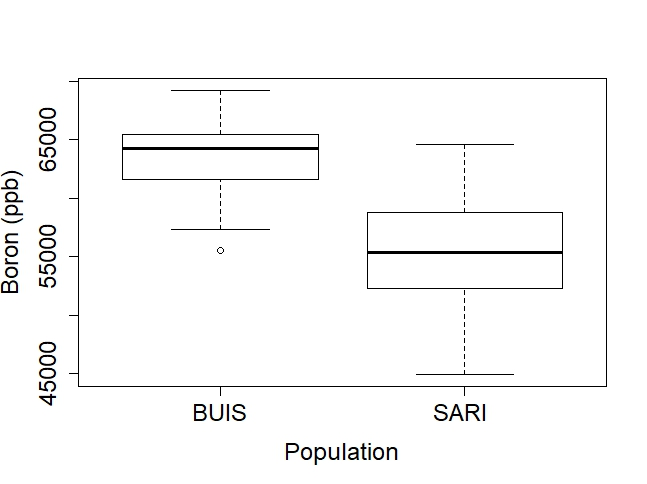 Boron (ppb)
65000
55000
45000
BUIS SARI
Population